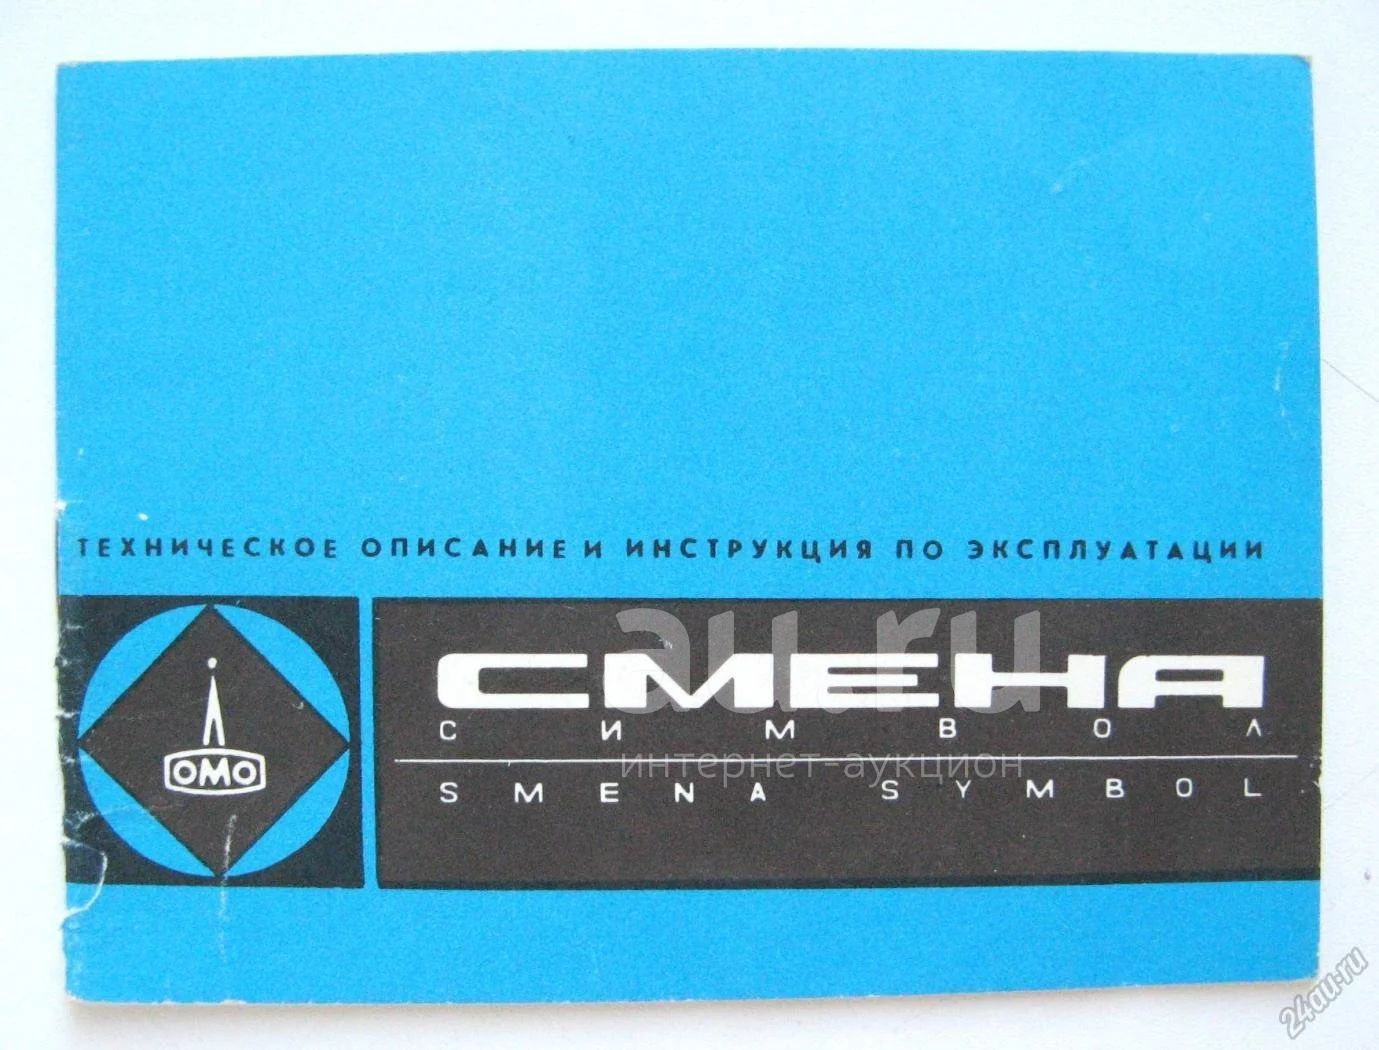 ТЕХНИЧЕСКОЕ ОПИСАНИЕ И ИНСТРУКЦИЯ ПО ЭКСПЛУАТАЦИИ
au.ru
СМЕНА
СИМВОЛ
интернет-аукцион
ОМО
SMENA SYMBOL
24au.ru